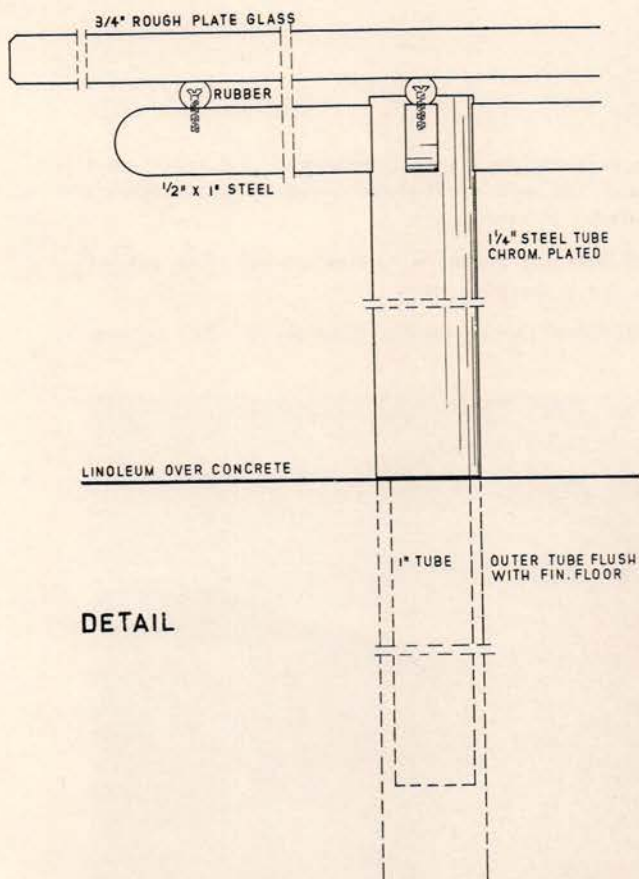 3/4" ROUGH PLATE GLASS
RUBBER
1/2" X 1" STEEL
1 1/4" STEEL TUBE
CHROM. PLATED
LINOLEUM OVER CONCRETE
1" TUBE
OUTER TUBE FLUSH
WITH FIN. FLOOR
DETAIL